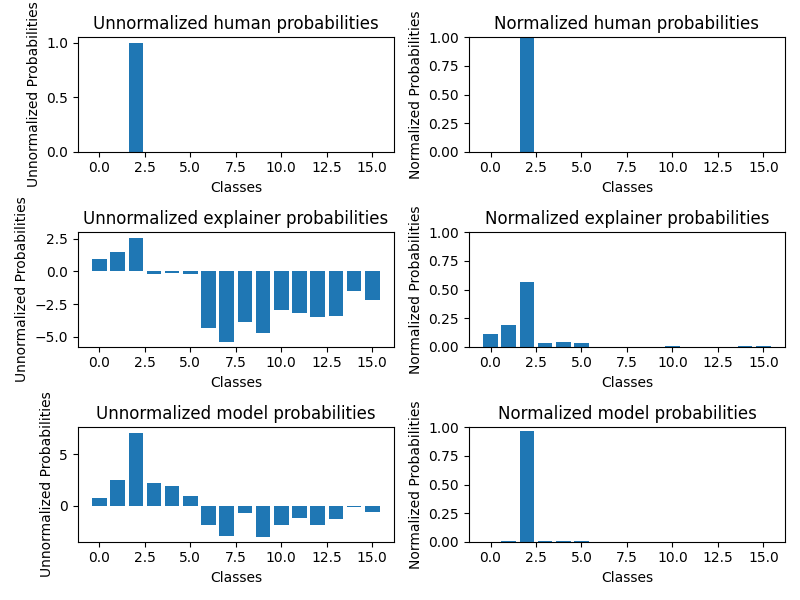 Unnormalized human probabilities
Unnormalized Probabilities
1.0
0.5
0.0
0.0 2.5 5.0 7.5 10.0 12.5 15.0
Classes
Normalized human probabilities
Normalized Probabilities
1.00
0.75
0.50
0.25
0.00
0.0 2.5 5.0 7.5 10.0 12.5 15.0
Classes
Unnormalized explainer probabilities
Unnormalized Probabilities
2.5
0.0
−2.5
−5.0
0.0 2.5 5.0 7.5 10.0 12.5 15.0
Classes
Normalized explainer probabilities
Normalized Probabilities
1.00
0.75
0.50
0.25
0.00
0.0 2.5 5.0 7.5 10.0 12.5 15.0
Classes
Unnormalized model probabilities
Unnormalized Probabilities
5
0
0.0 2.5 5.0 7.5 10.0 12.5 15.0
Classes
Normalized model probabilities
Normalized Probabilities
1.00
0.75
0.50
0.25
0.00
0.0 2.5 5.0 7.5 10.0 12.5 15.0
Classes